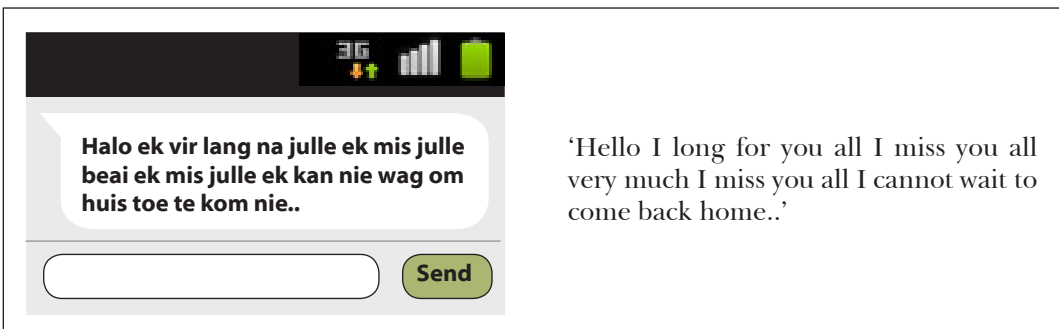 3G
Halo ek vir lang na julle ek mis julle
beai ek mis julle ek kan nie wag om
huis toe te kom nie..
Send
‘Hello I long for you all I miss you all
very much I miss you all I cannot wait to
come back home..’